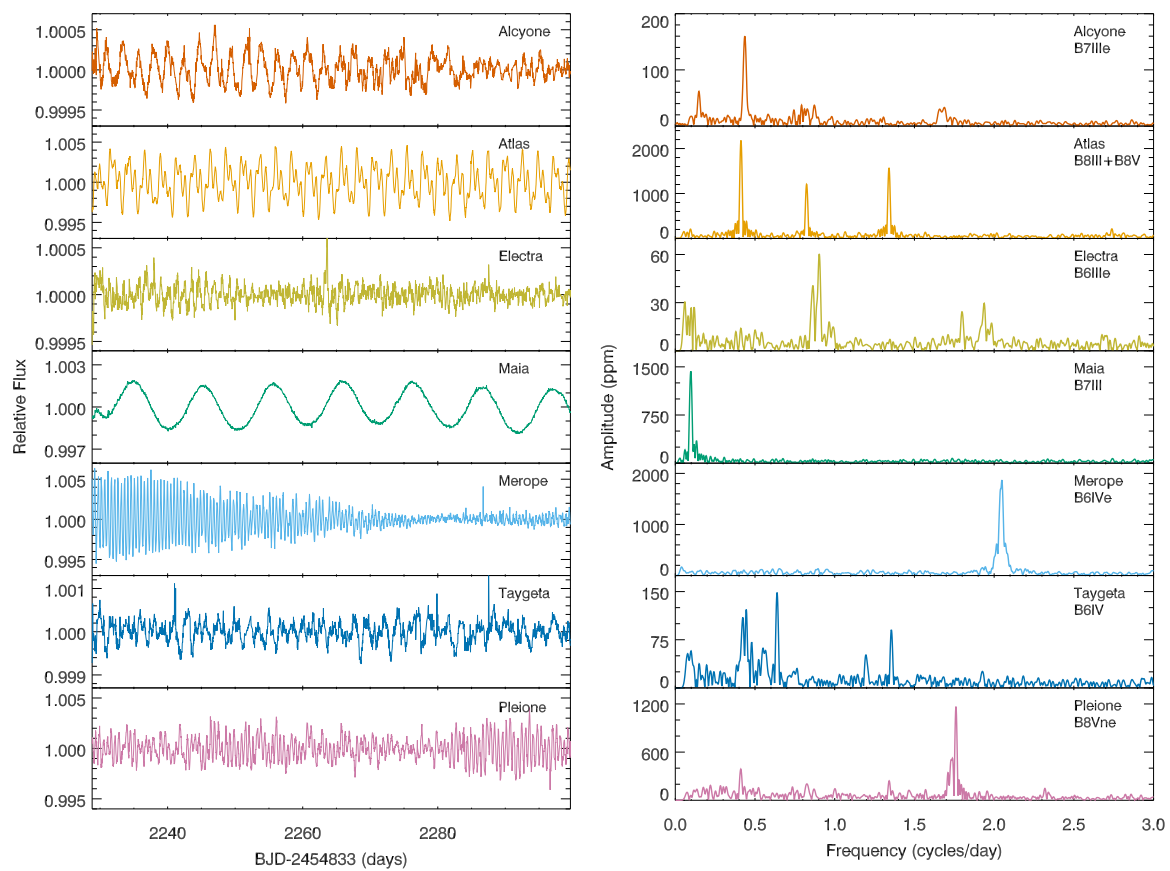 Relative Flux
1.0005
1.0000
0.9995
Alcyone
1.005
1.000
0.995
Atlas
1.0005
1.0000
0.9995
Electra
1.003
1.000
0.997
Maia
1.005
1.000
0.995
Merope
1.001
1.000
0.999
Taygeta
1.005
1.000
0.995
Pleione
2240
2260
2280
BJD-2454833 (days)
Amplitude (ppm)
200
100
0
Alcyone
B7IIIe
2000
1000
0
Atlas
B8III+B8V
60
30
0
Electra
B6IIIe
1500
750
0
Maia
B7III
2000
1000
0
Merope
B6IVe
150
75
0
Taygeta
B6IV
1200
600
0
Pleione
B8Vne
0.0
0.5
1.0
1.5
2.0
2.5
3.0
Frequency (cycles/day)